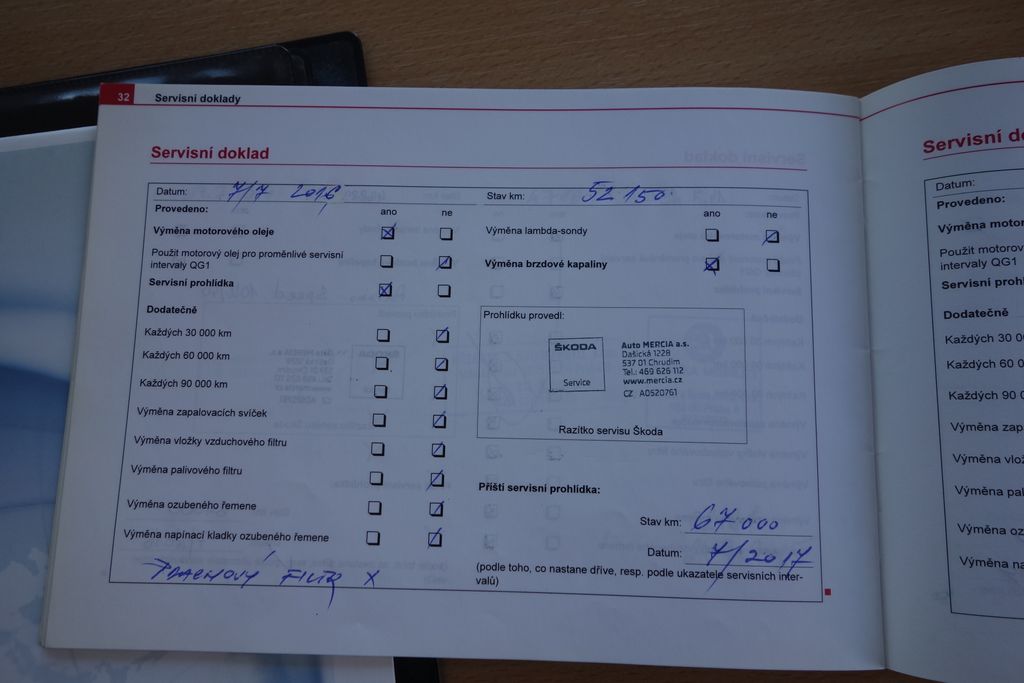 32 Servisní doklady
Servisní doklad
Datum: 7/7 2016
Stav km: 52 150
Provedeno:
ano ne
ano ne
Výměna motorového oleje
Použit motorový olej pro proměnlivé servisní
intervaly QG1
Servisní prohlídka
Dodatečně
Každých 30 000 km
Každých 60 000 km
Každých 90 000 km
Výměna zapalovacích svíček
Výměna vložky vzduchového filtru
Výměna palivového filtru
Výměna ozubeného řemene
Výměna napínací kladky ozubeného řemene
PRACHOVÝ FILTR X
Výměna lambda-sondy
Výměna brzdové kapaliny
Prohlídku provedl:
ŠKODA
Service
Auto MERCIA a.s.
Dašická 1228
537 01 Chrudim
Tel.: 469 626 112
www.mercia.cz
CZ A0520761
Razítko servisu Škoda
Příští servisní prohlídka:
Stav km: 67 000
Datum: 7/2017
(podle toho, co nastane dříve, resp. podle ukazatele servisních inter-
valů)
Servisní d
Datum:
Provedeno:
Výměna motor
Použit motorov
intervaly QG1
Servisní prohl
Dodatečně
Každých 30 0
Každých 60 0
Každých 90 0
Výměna zap
Výměna vlož
Výměna pal
Výměna oz
Výměna na